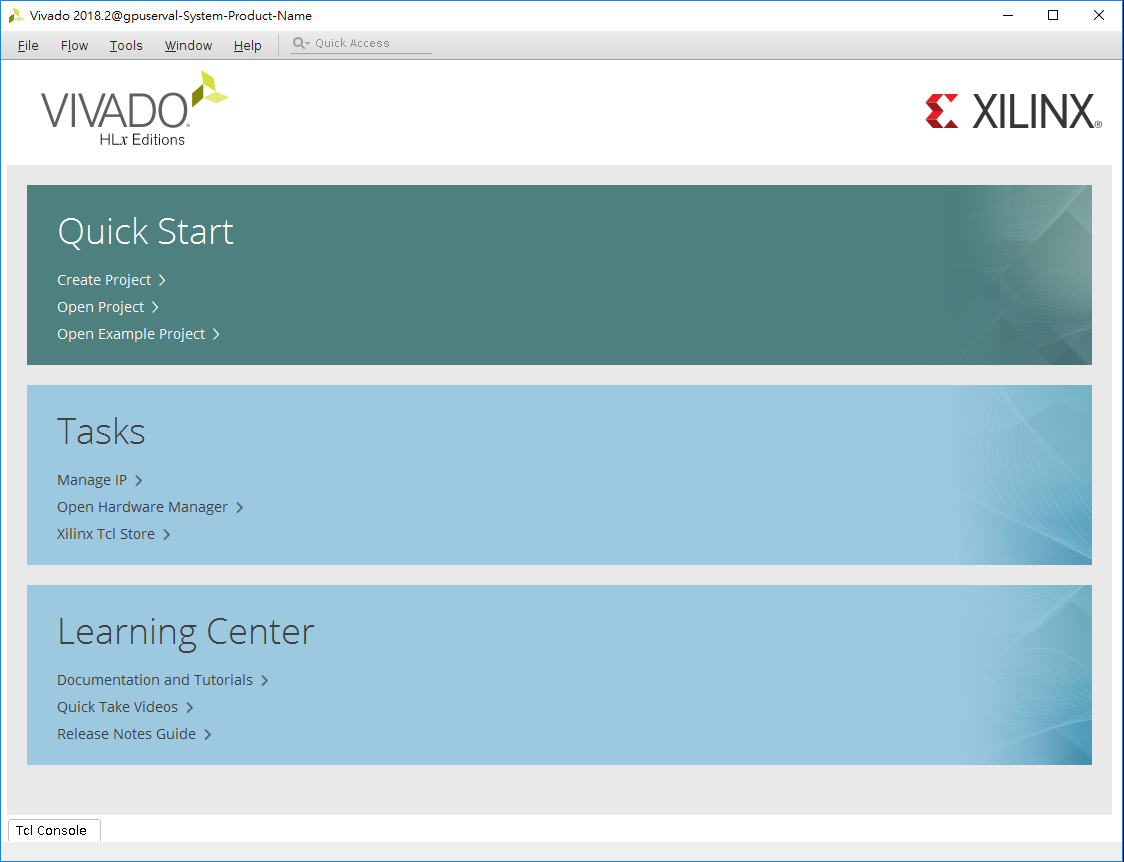 Vivado 2018.2@gpuserval-System-Product-Name
File Flow Tools Window Help Quick Access
VIVADO.
HLx Editions
XILINX®
Quick Start
Create Project >
Open Project >
Open Example Project >
Tasks
Manage IP >
Open Hardware Manager >
Xilinx Tcl Store >
Learning Center
Documentation and Tutorials >
Quick Take Videos >
Release Notes Guide >
Tcl Console